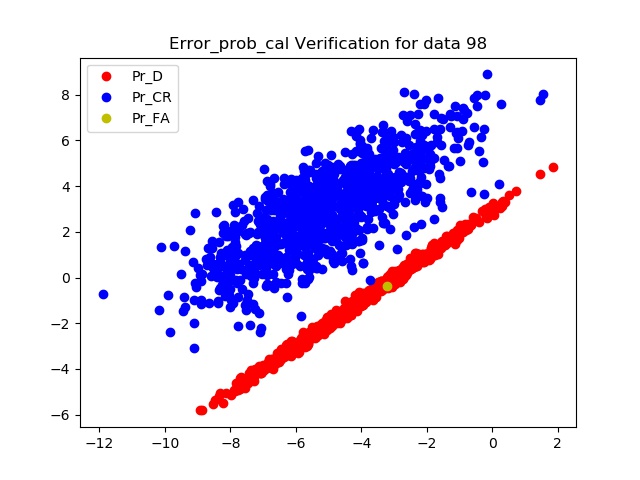 Error_prob_cal Verification for data 98
Pr_D
Pr_CR
Pr_FA
8
6
4
2
0
−2
−4
−6
−12 −10 −8 −6 −4 −2 0 2